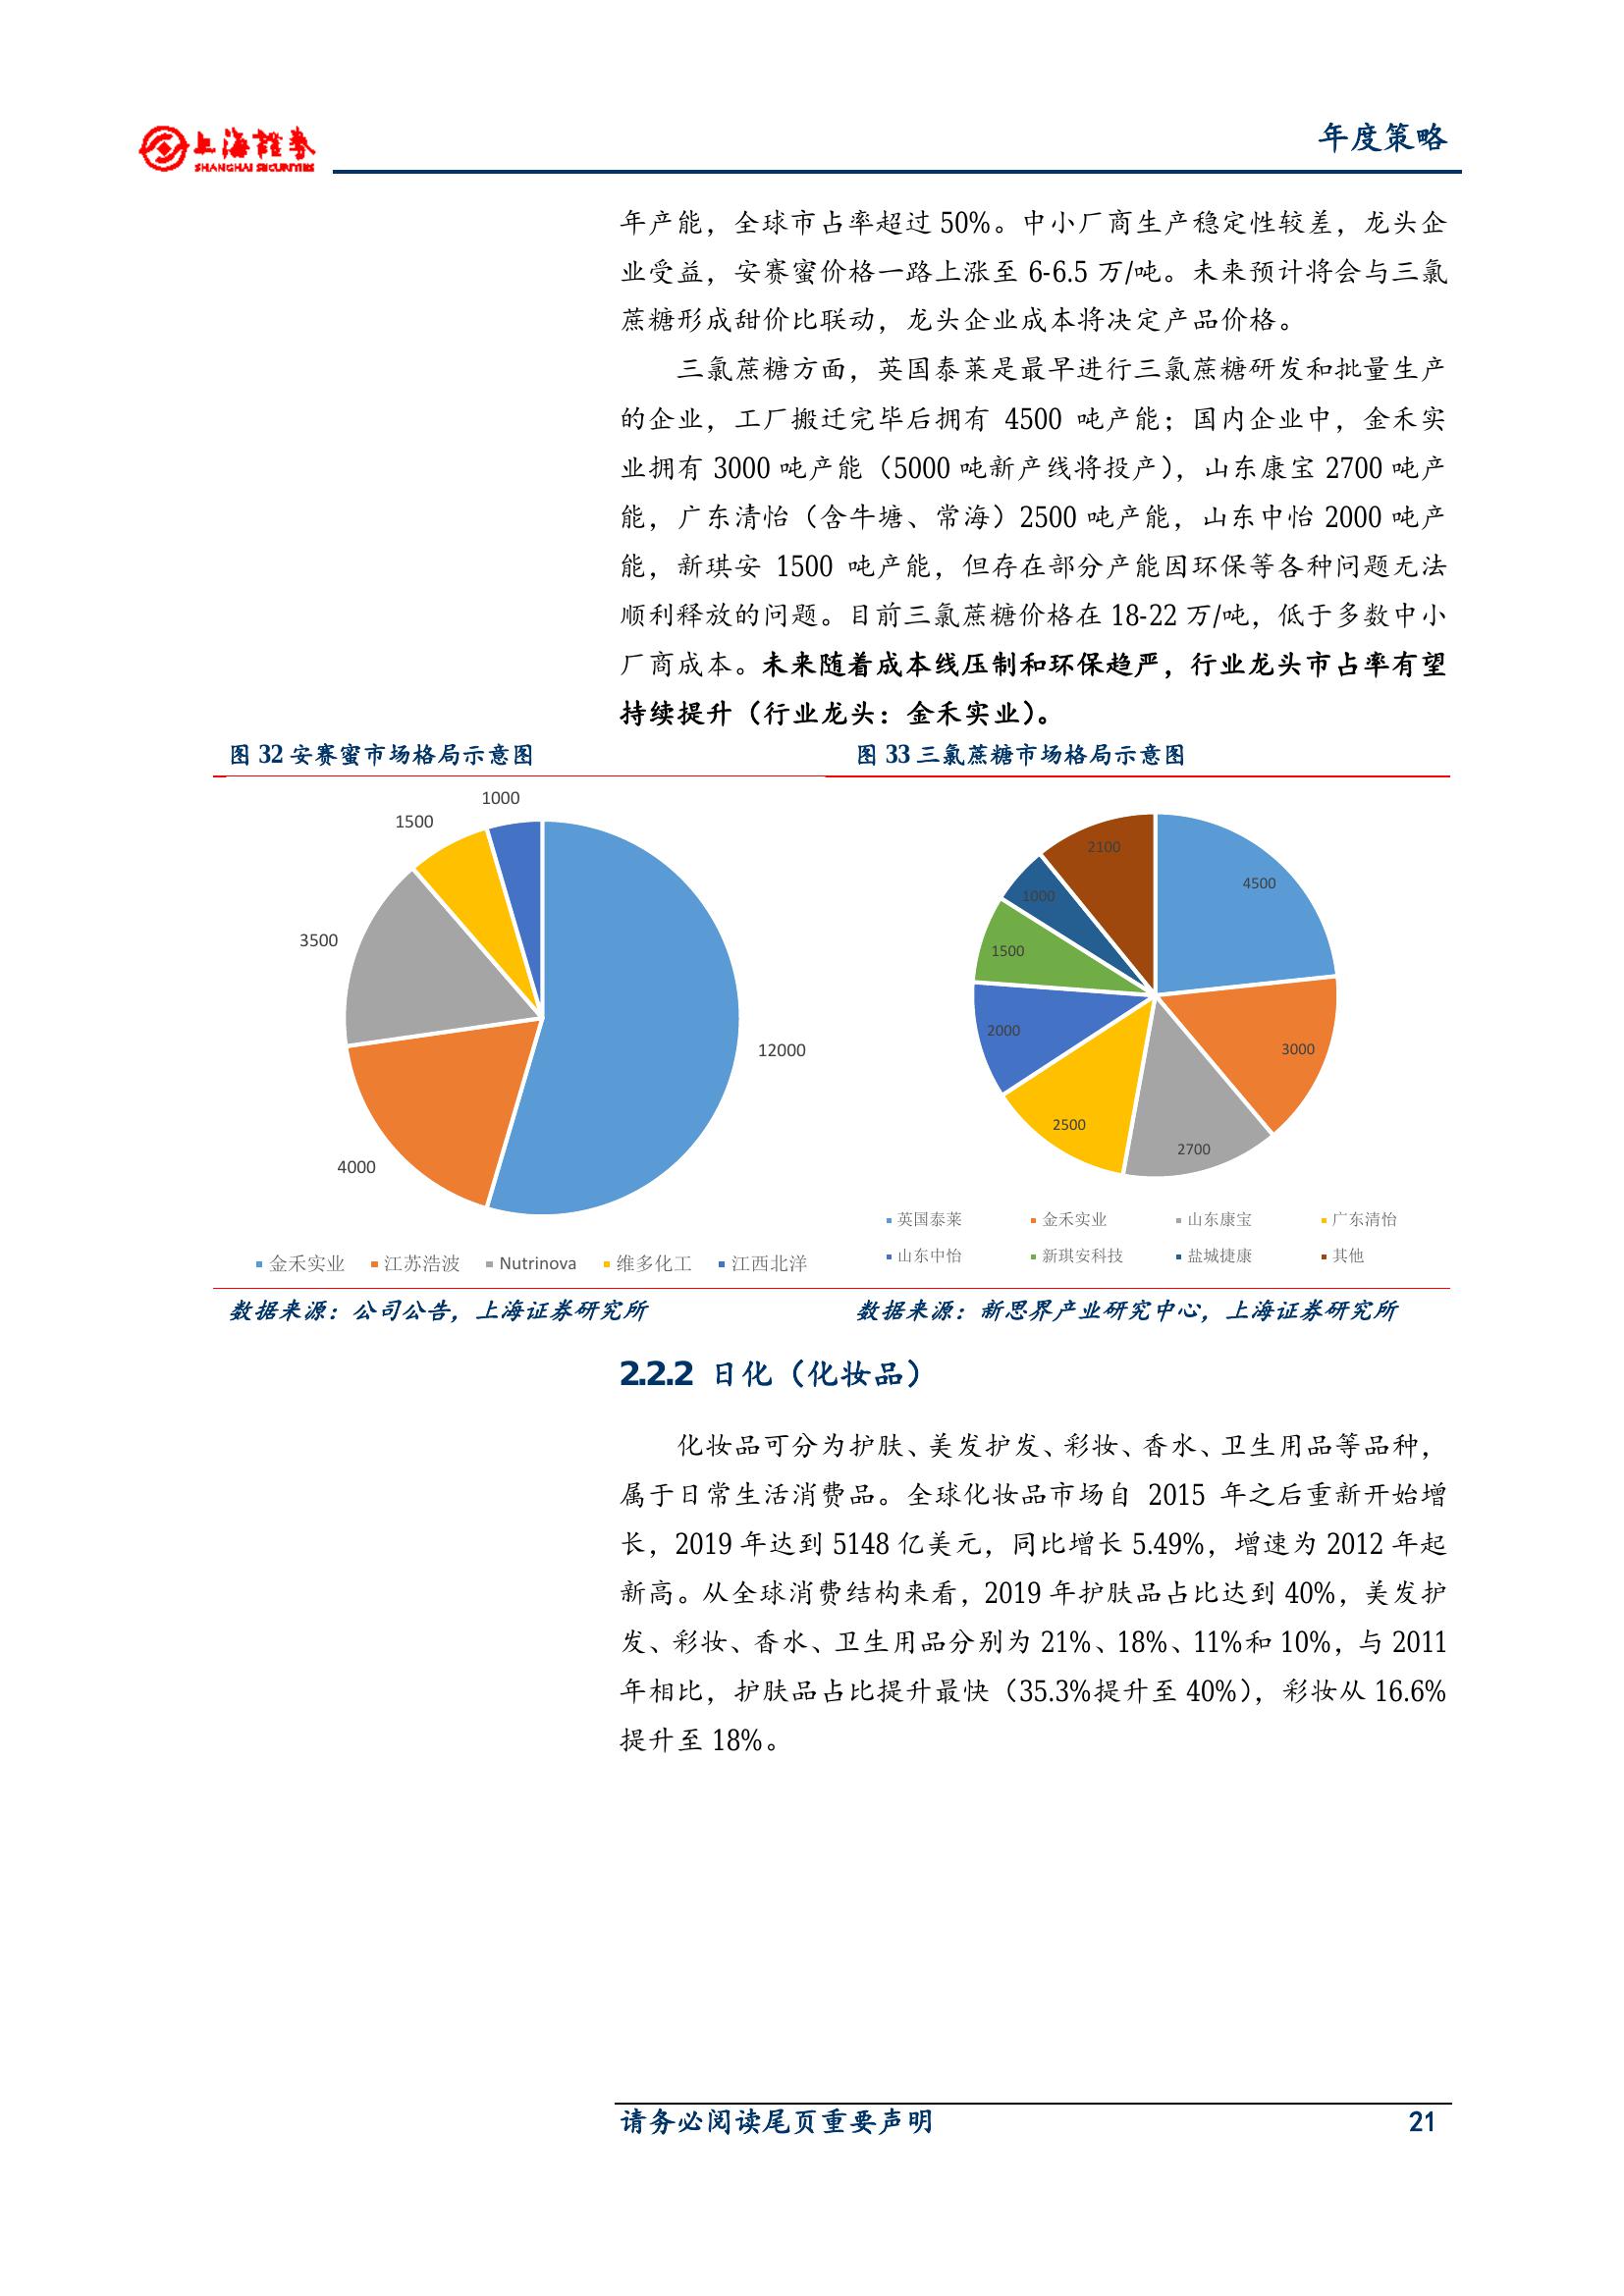 上海證券
SHANGHAI SECURITIES
年度策略
年产能，全球市占率超过 50%。中小厂商生产稳定性较差，龙头企
业受益，安赛蜜价格一路上涨至 6-6.5 万/吨。未来预计将会与三氯
蔗糖形成甜价比联动，龙头企业成本将决定产品价格。
三氯蔗糖方面，英国泰莱是最早进行三氯蔗糖研发和批量生产
的企业，工厂搬迁完毕后拥有 4500 吨产能；国内企业中，金禾实
业拥有 3000 吨产能（5000 吨新产线将投产），山东康宝 2700 吨产
能，广东清怡（含牛塘、常海）2500 吨产能，山东中怡 2000 吨产
能，新琪安 1500 吨产能，但存在部分产能因环保等各种问题无法
顺利释放的问题。目前三氯蔗糖价格在 18-22 万/吨，低于多数中小
厂商成本。未来随着成本线压制和环保趋严，行业龙头市占率有望
持续提升（行业龙头：金禾实业）。
图 32 安赛蜜市场格局示意图
1000
1500
3500
12000
4000
金禾实业 江苏浩波 Nutrinova 维多化工 江西北洋
数据来源：公司公告，上海证券研究所
图 33 三氯蔗糖市场格局示意图
2100
4500
1000
1500
2000
3000
2500
2700
英国泰莱 金禾实业 山东康宝 广东清怡
山东中怡 新琪安科技 盐城捷康 其他
数据来源：新思界产业研究中心，上海证券研究所
2.2.2 日化（化妆品）
化妆品可分为护肤、美发护发、彩妆、香水、卫生用品等品种，
属于日常生活消费品。全球化妆品市场自 2015 年之后重新开始增
长，2019 年达到 5148 亿美元，同比增长 5.49%，增速为 2012 年起
新高。从全球消费结构来看，2019 年护肤品占比达到 40%，美发护
发、彩妆、香水、卫生用品分别为 21%、18%、11%和 10%，与 2011
年相比，护肤品占比提升最快（35.3%提升至 40%），彩妆从 16.6%
提升至 18%。
请务必阅读尾页重要声明
21